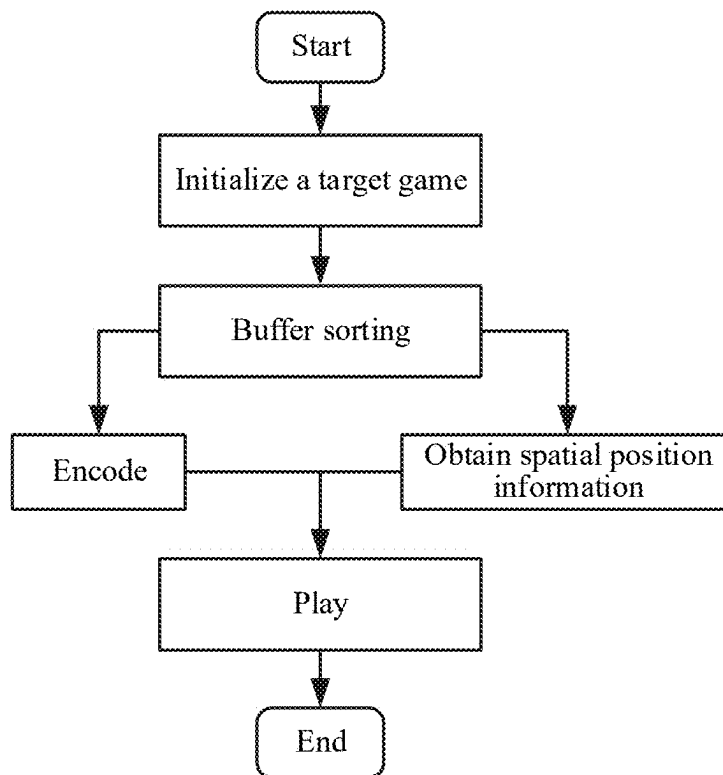 Start
Initialize a target game
Buffer sorting
Encode
Obtain spatial position
information
Play
End